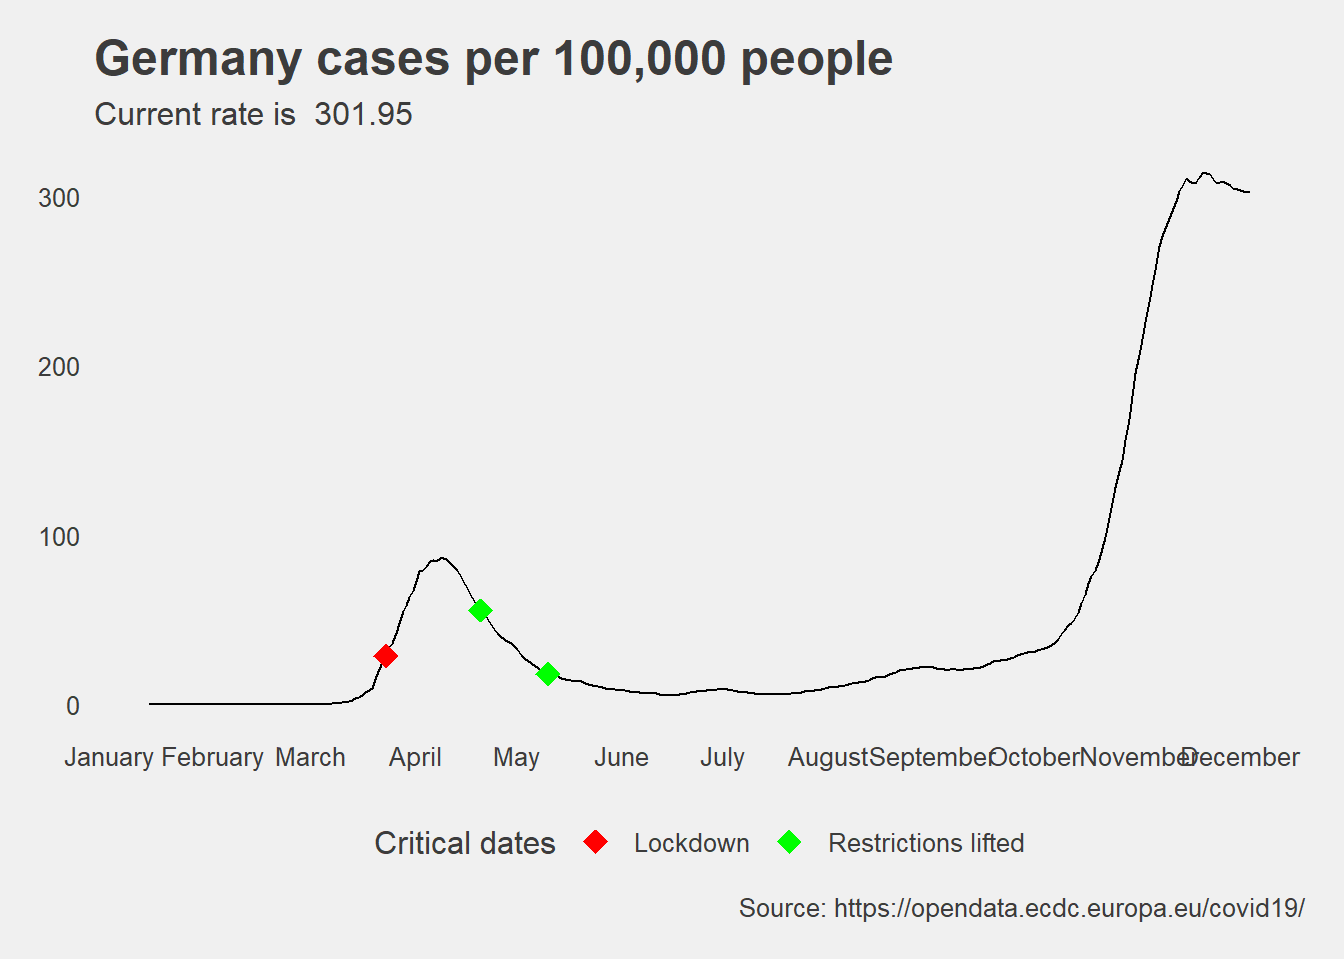 Germany cases per 100,000 people
Current rate is  301.95
300
200
100
0
January February March April May June July August September October November December
Critical dates Lockdown Restrictions lifted
Source: https://opendata.ecdc.europa.eu/covid19/